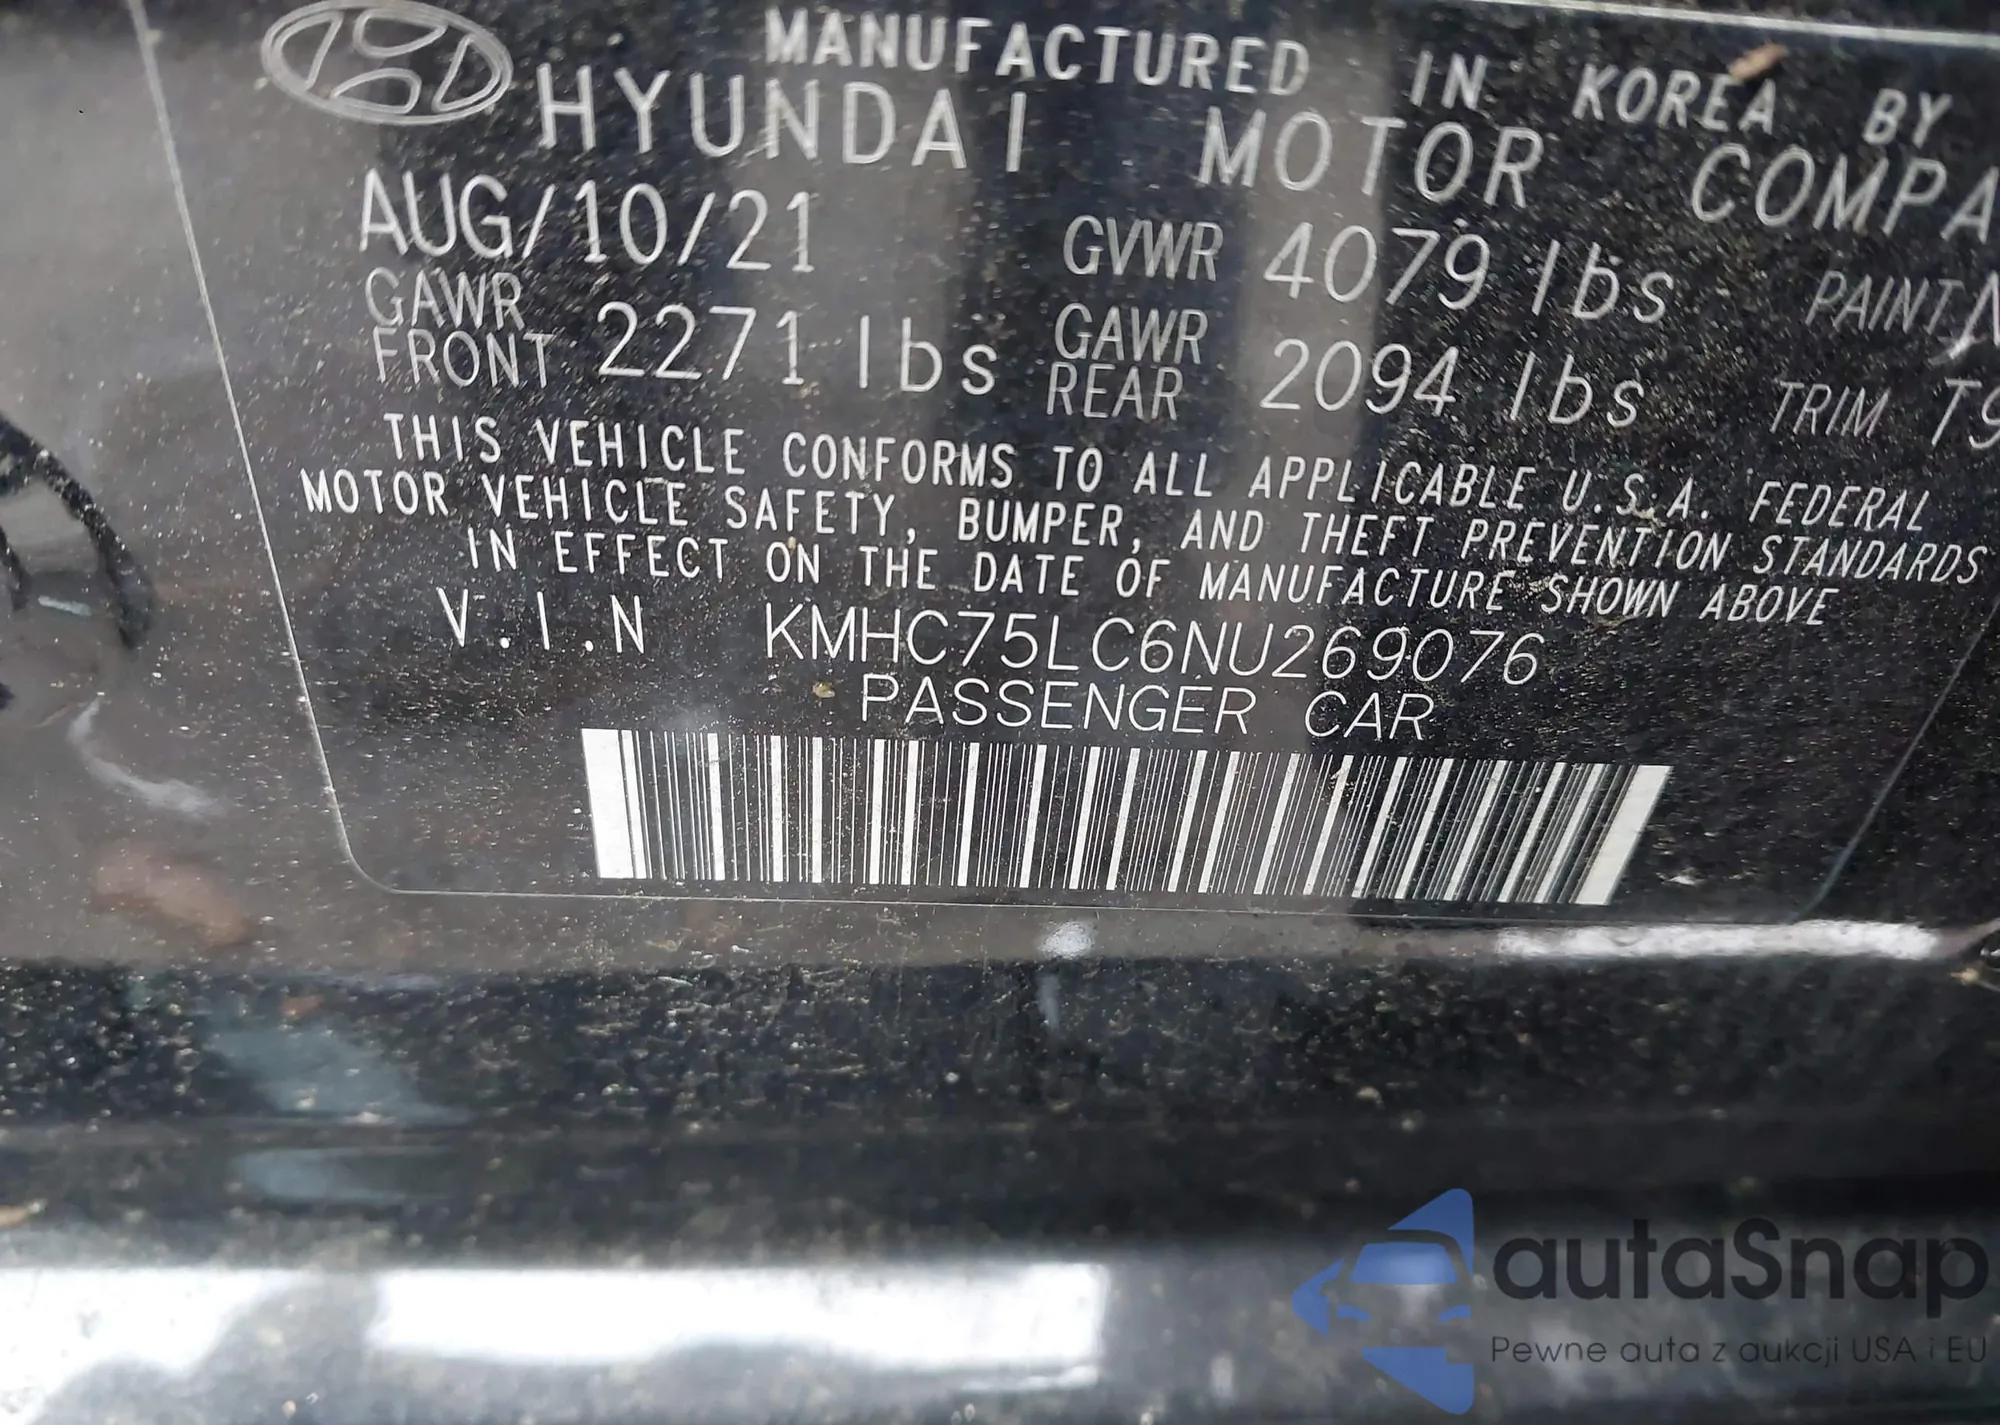 MANUFACTURED IN KOREA BY
HYUNDAI MOTOR
AUG/10/21 GVWR 4079 lbs PAINT
GAWR FRONT 2271 lbs GAWR REAR 2094 lbs TRIM
THIS VEHICLE CONFORMS TO ALL APPLICABLE U.S.A. FEDERAL
MOTOR VEHICLE SAFETY, BUMPER, AND THEFT PREVENTION STANDARDS
IN EFFECT ON THE DATE OF MANUFACTURE SHOWN ABOVE
V.I.N KMHC75LC6NU269076
PASSENGER CAR
autaSnap
Pewne auta z aukcji USA i EU